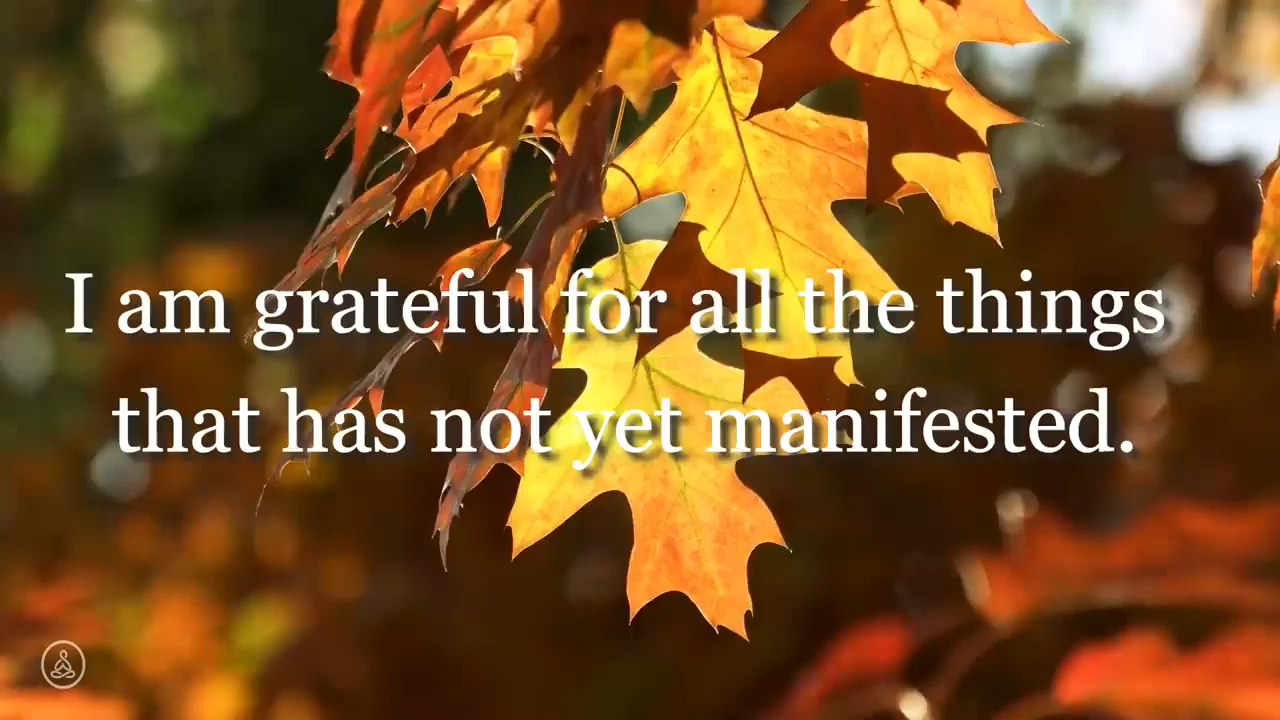 I am grateful for all the things
that has not yet manifested.